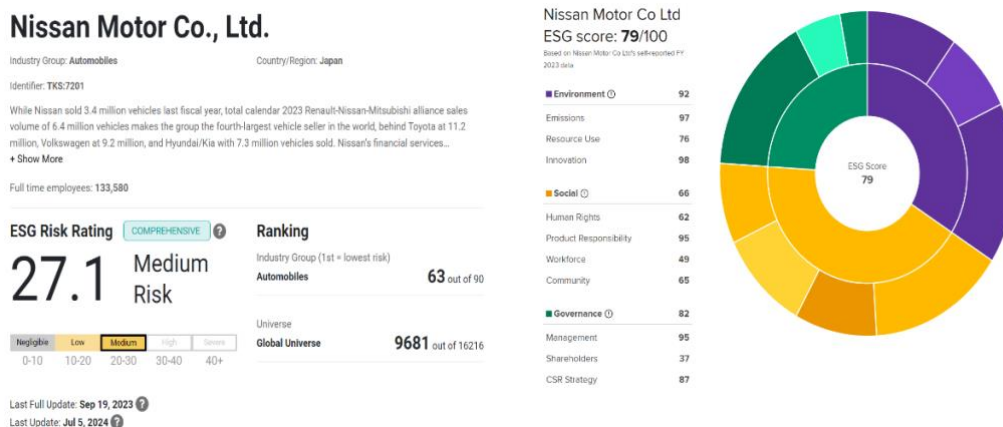 Nissan Motor Co., Ltd.
Industry Group: Automobiles
Country/Region: Japan
Identifier: TKS:7201
While Nissan sold 3.4 million vehicles last fiscal year, total calendar 2023 Renault-Nissan-Mitsubishi alliance sales
volume of 6.4 million vehicles makes the group the fourth-largest vehicle seller in the world, behind Toyota at 11.2
million, Volkswagen at 9.2 million, and Hyundai/Kia with 7.3 million vehicles sold. Nissan's financial services...
+ Show More
Full time employees: 133,580
ESG Risk Rating COMPREHENSIVE ?
27.1 Medium
Risk
Negligible Low Medium High Severe
0-10 10-20 20-30 30-40 40+
Last Full Update: Sep 19, 2023 ?
Last Update: Jul 5, 2024 ?
Ranking
Industry Group (1st = lowest risk)
Automobiles 63 out of 90
Universe
Global Universe 9681 out of 16216
Nissan Motor Co Ltd
ESG score: 79/100
Based on Nissan Motor Co Ltd's self-reported FY
2023 data
Environment 92
Emissions 97
Resource Use 76
Innovation 98
Social 66
Human Rights 62
Product Responsibility 95
Workforce 49
Community 65
Governance 82
Management 95
Shareholders 37
CSR Strategy 87
ESG Score
79